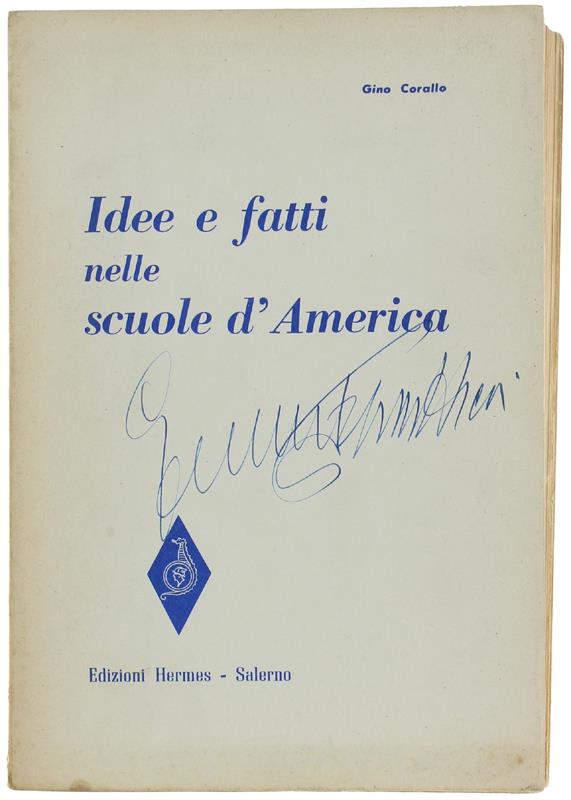 Gino Corallo
Idee e fatti
nelle
scuole d'America
Edizioni Hermes - Salerno